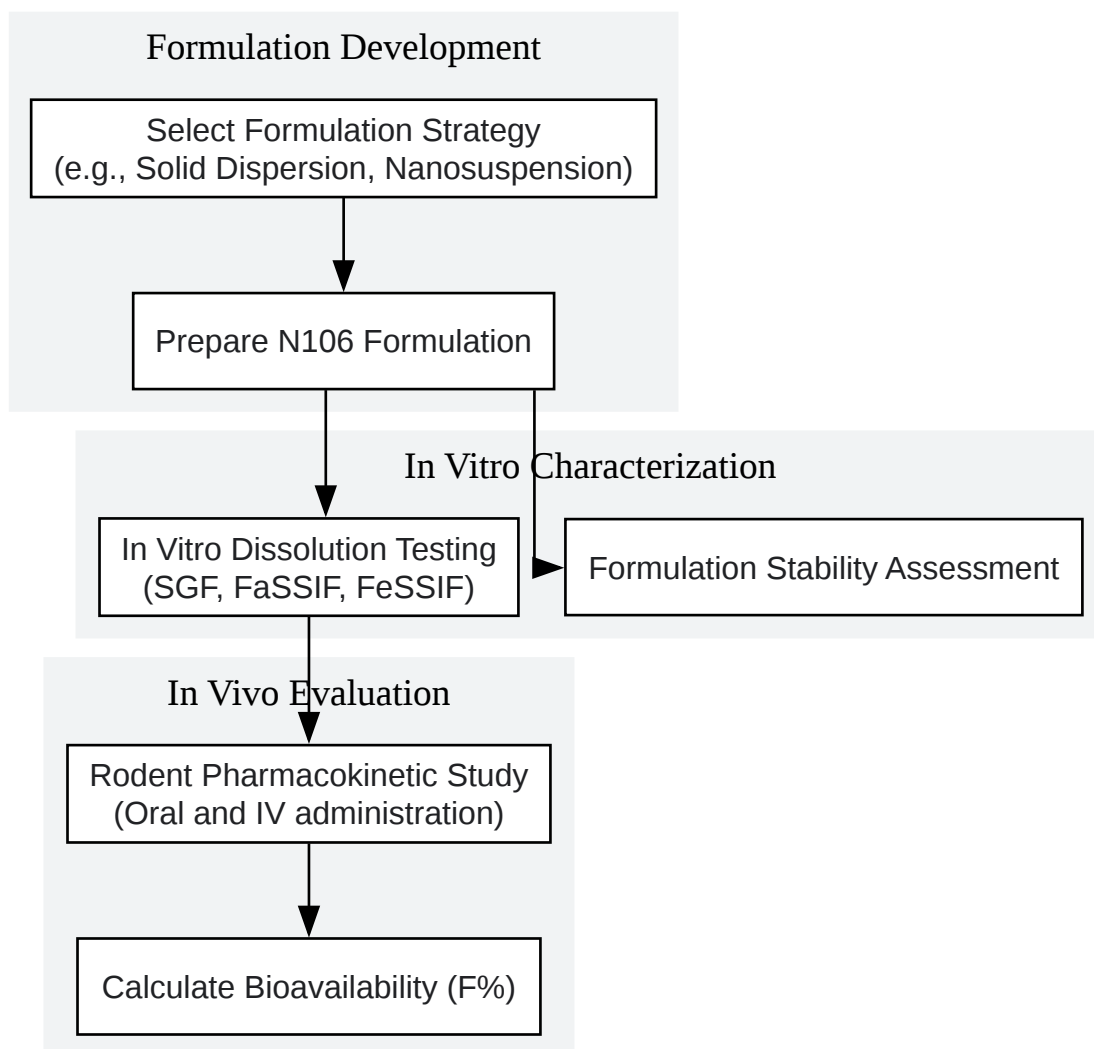 Formulation Development
Select Formulation Strategy
(e.g., Solid Dispersion, Nanosuspension)
Prepare N106 Formulation
In Vitro Characterization
In Vitro Dissolution Testing
(SGF, FaSSIF, FeSSIF)
Formulation Stability Assessment
In Vivo Evaluation
Rodent Pharmacokinetic Study
(Oral and IV administration)
Calculate Bioavailability (F%)